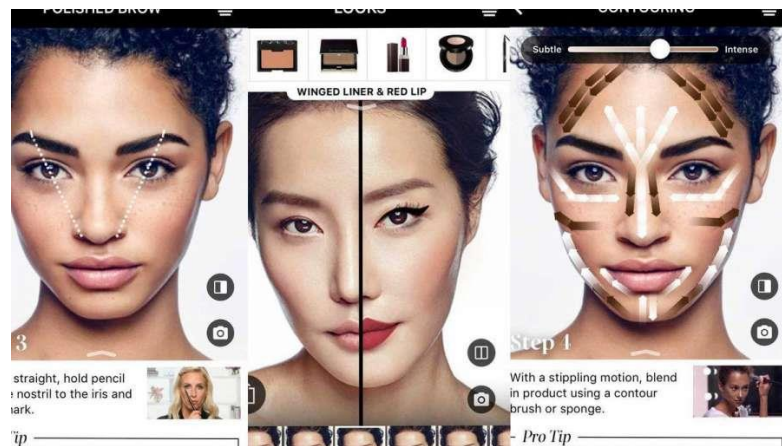 POLISHED BROW
3
straight, hold pencil
nostril to the iris and
Tip
LOOKS
WINGED LINER & RED LIP
CONTOURING
Subtle
Intense
Step 4
With a stippling motion, blend
in product using a contour
brush or sponge.
Pro Tip